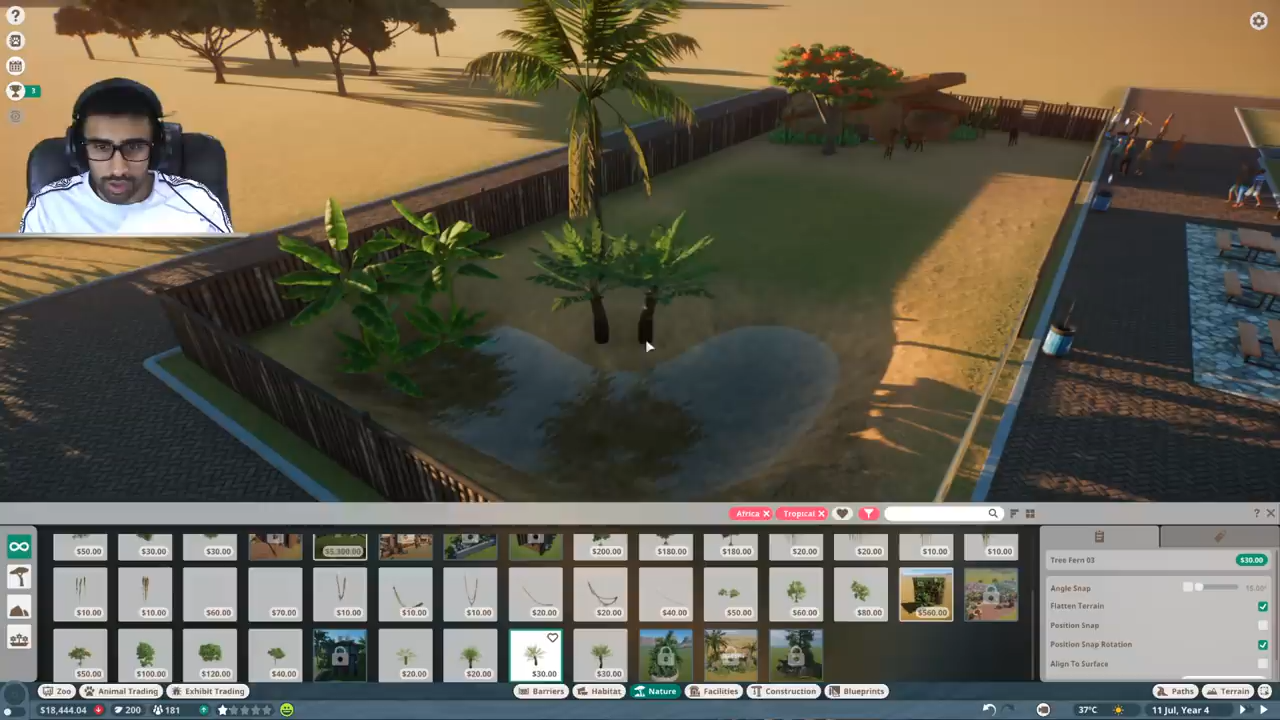 ?
3
Africa ✕ Tropical ✕
? ✕
$50.00 $30.00 $30.00 $5,300.00 $200.00 $180.00 $180.00 $20.00 $20.00 $10.00 $10.00
Tree Fern 03 $30.00
Angle Snap 15.00°
$10.00 $10.00 $60.00 $70.00 $10.00 $10.00 $10.00 $20.00 $20.00 $40.00 $50.00 $60.00 $80.00 $560.00
Flatten Terrain
Position Snap
Position Snap Rotation
Align To Surface
$50.00 $100.00 $120.00 $40.00 $20.00 $20.00 $30.00 $30.00
Zoo Animal Trading Exhibit Trading Barriers Habitat Nature Facilities Construction Blueprints Paths Terrain
$18,444.04 200 181 37°C 11 Jul, Year 4